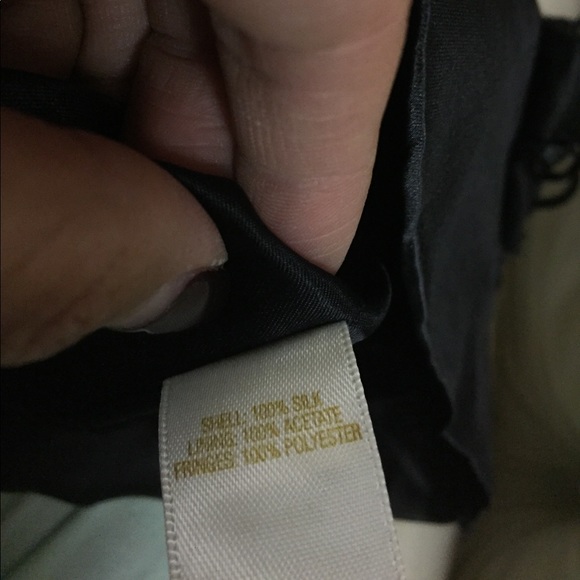 SHELL: 100% SILK
LINING: 100% ACETATE
FRINGES: 100% POLYESTER